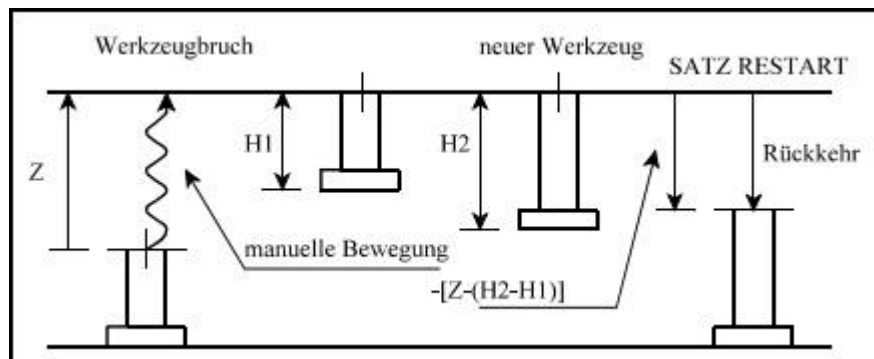 Werkzeugbruch
neuer Werkzeug
SATZ RESTART
Z
H1
H2
Rückkehr
manuelle Bewegung
-[Z-(H2-H1)]